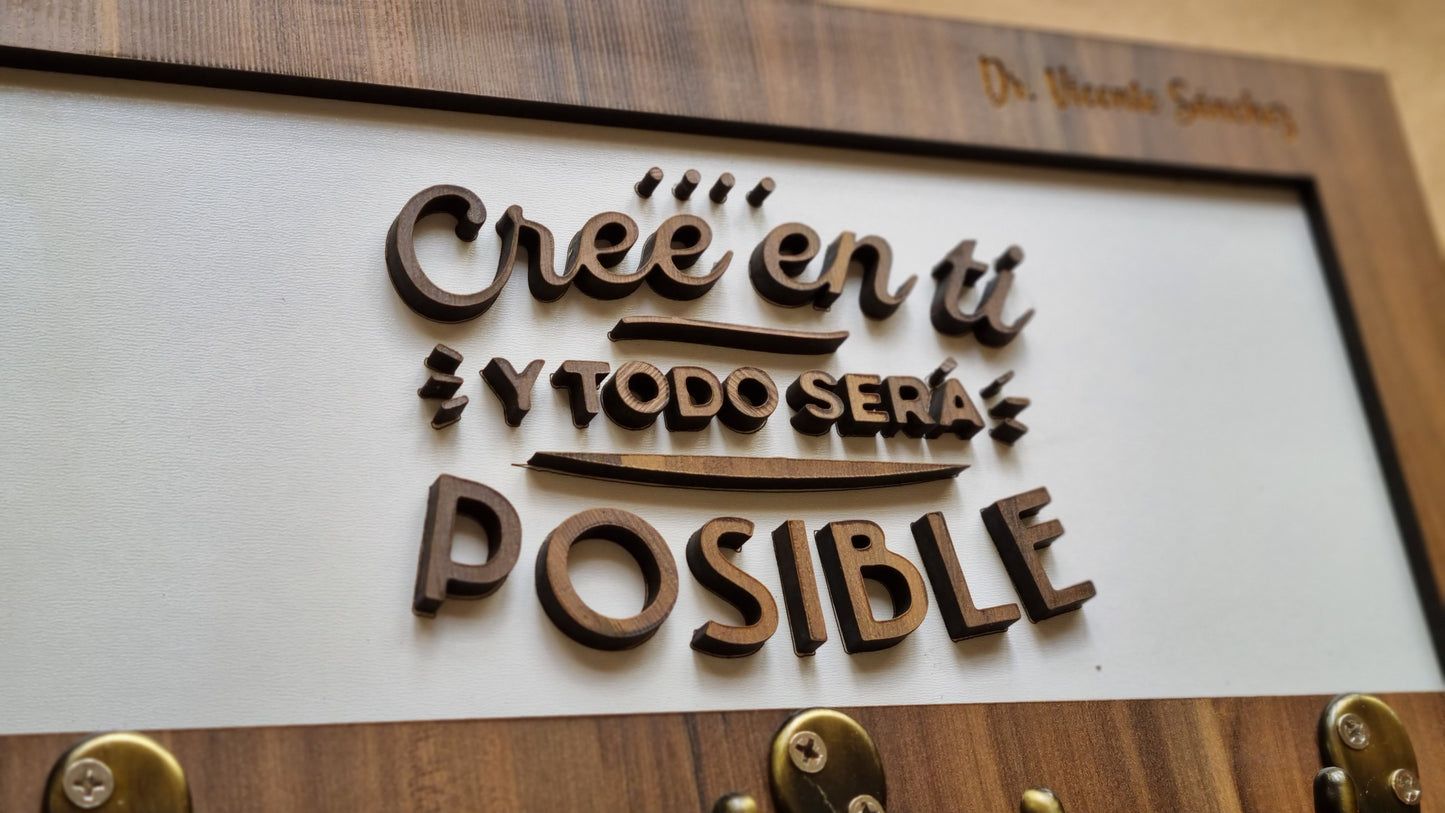 Dr. Vicente Sánchez
Cree en ti
Y TODO SERÁ
POSIBLE